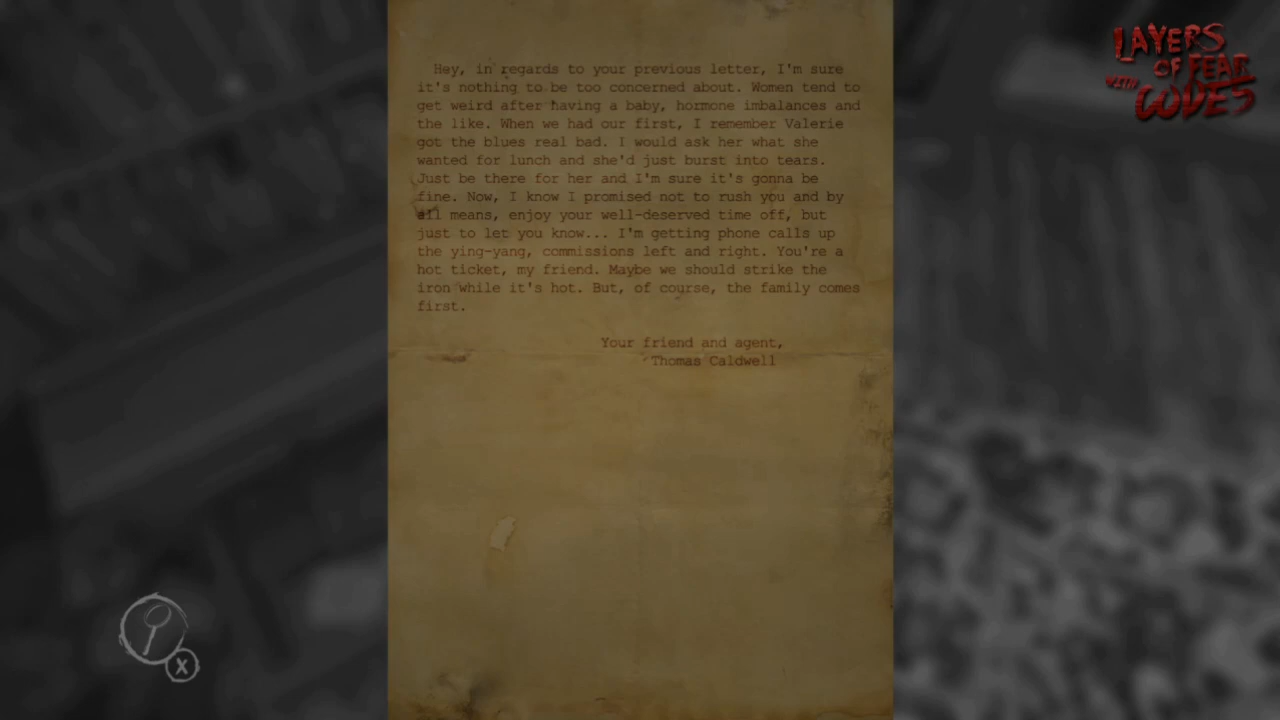 LAYERS
OF FEAR
WITH
CODES
Hey, in regards to your previous letter, I'm sure
it's nothing to be too concerned about. Women tend to
get weird after having a baby, hormone imbalances and
the like. When we had our first, I remember Valerie
got the blues real bad. I would ask her what she
wanted for lunch and she'd just burst into tears.
Just be there for her and I'm sure it's gonna be
fine. Now, I know I promised not to rush you and by
all means, enjoy your well-deserved time off, but
just to let you know... I'm getting phone calls up
the ying-yang, commissions left and right. You're a
hot ticket, my friend. Maybe we should strike the
iron while it's hot. But, of course, the family comes
first.
Your friend and agent,
Thomas Caldwell
X